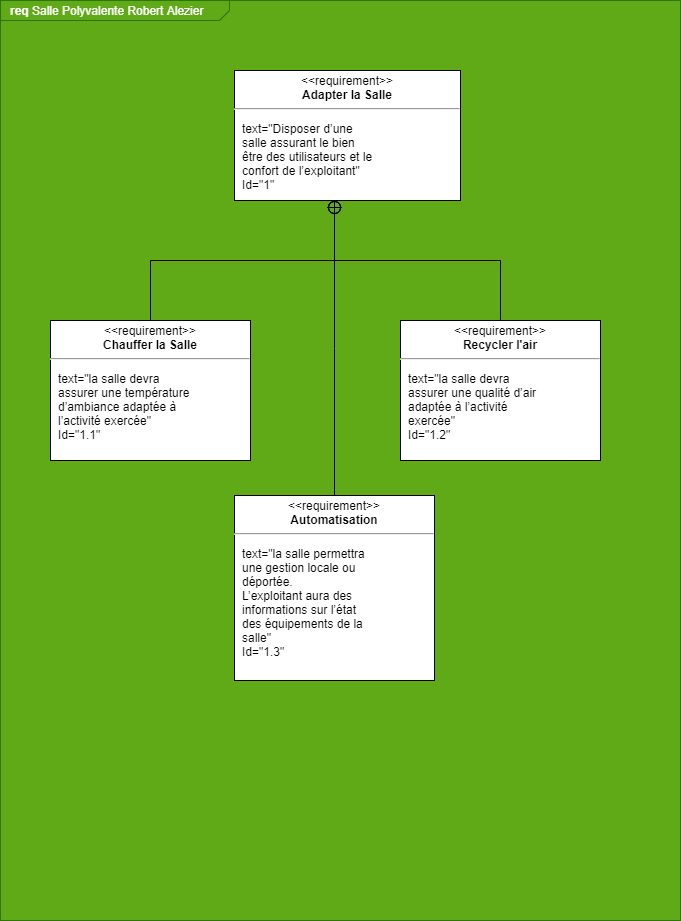 req Salle Polyvalente Robert Alezier
<<requirement>>
Adapter la Salle
text="Disposer d’une
salle assurant le bien
être des utilisateurs et le
confort de l’exploitant"
Id="1"
<<requirement>>
Chauffer la Salle
text="la salle devra
assurer une température
d’ambiance adaptée à
l’activité exercée"
Id="1.1"
<<requirement>>
Recycler l'air
text="la salle devra
assurer une qualité d’air
adaptée à l’activité
exercée"
Id="1.2"
<<requirement>>
Automatisation
text="la salle permettra
une gestion locale ou
déportée.
L’exploitant aura des
informations sur l’état
des équipements de la
salle"
Id="1.3"